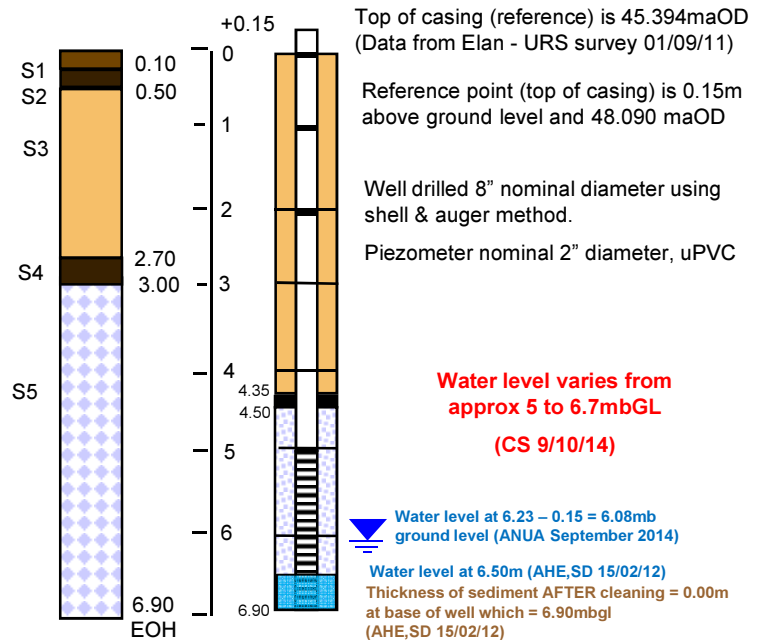 +0.15
Top of casing (reference) is 45.394maOD
(Data from Elan - URS survey 01/09/11)
S1
0.10
0
S2
0.50
Reference point (top of casing) is 0.15m
above ground level and 48.090 maOD
1
S3
Well drilled 8” nominal diameter using
shell & auger method.
2
Piezometer nominal 2” diameter, uPVC
S4
2.70
3.00
3
4
S5
4.35
4.50
Water level varies from
approx 5 to 6.7mbGL
(CS 9/10/14)
5
6
Water level at 6.23 – 0.15 = 6.08mb
ground level (ANUA September 2014)
Water level at 6.50m (AHE,SD 15/02/12)
Thickness of sediment AFTER cleaning = 0.00m
at base of well which = 6.90mbgl
(AHE,SD 15/02/12)
6.90
EOH
6.90